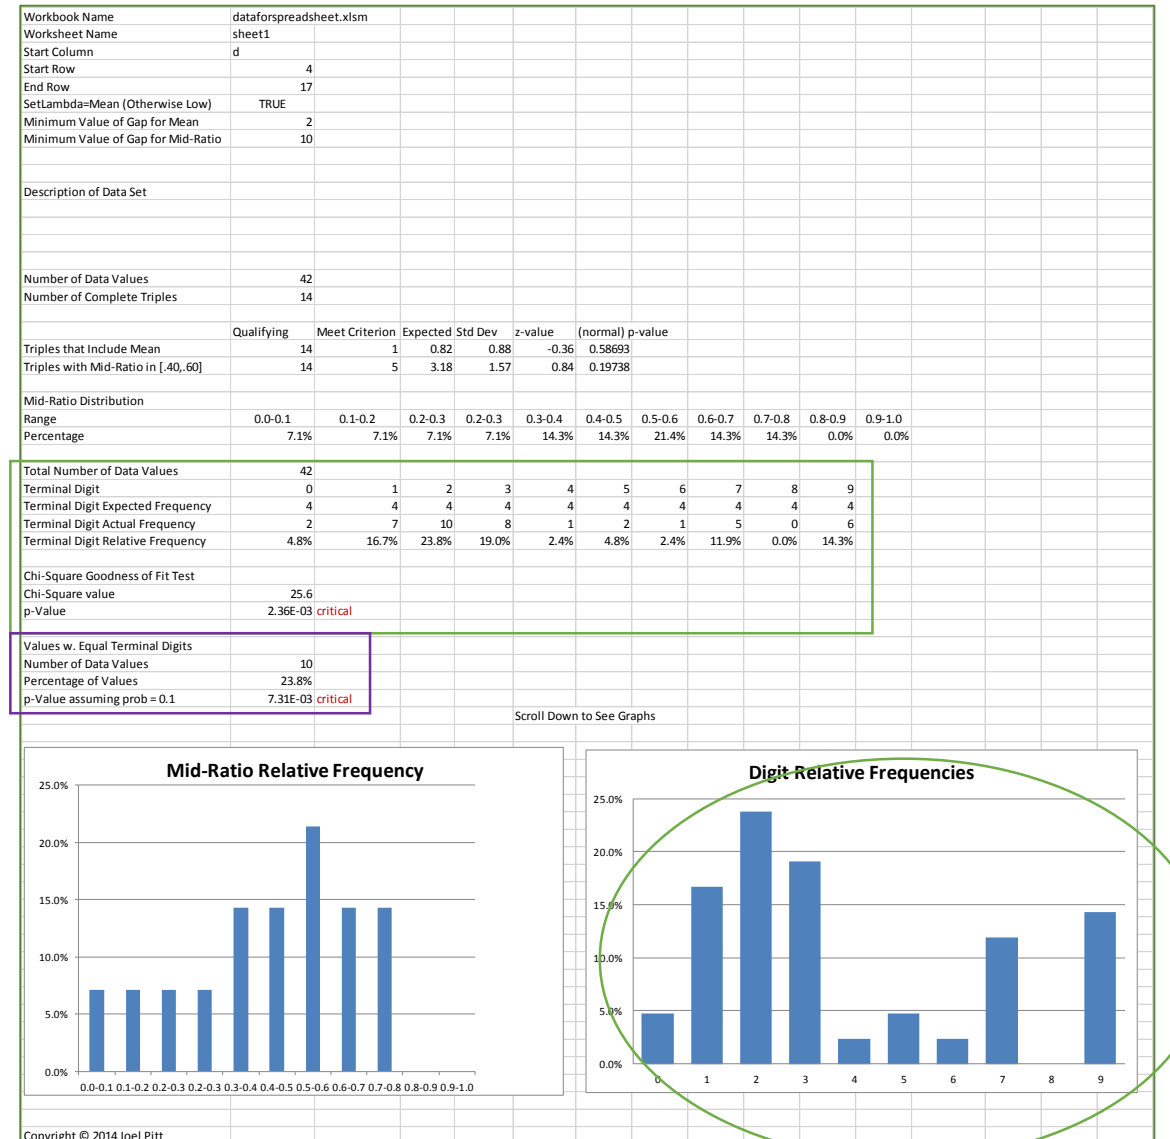 Workbook Name dataforspreadsheet.xlsm
Worksheet Name sheet1
Start Column d
Start Row 4
End Row 17
SetLambda=Mean (Otherwise Low) TRUE
Minimum Value of Gap for Mean 2
Minimum Value of Gap for Mid-Ratio 10
Description of Data Set
Number of Data Values 42
Number of Complete Triples 14
Qualifying Meet Criterion Expected Std Dev z-value (normal) p-value
Triples that Include Mean 14 1 0.82 0.88 -0.36 0.58693
Triples with Mid-Ratio in [.40,.60] 14 5 3.18 1.57 0.84 0.19738
Mid-Ratio Distribution
Range 0.0-0.1 0.1-0.2 0.2-0.3 0.2-0.3 0.3-0.4 0.4-0.5 0.5-0.6 0.6-0.7 0.7-0.8 0.8-0.9 0.9-1.0
Percentage 7.1% 7.1% 7.1% 7.1% 14.3% 14.3% 21.4% 14.3% 14.3% 0.0% 0.0%
Total Number of Data Values 42
Terminal Digit 0 1 2 3 4 5 6 7 8 9
Terminal Digit Expected Frequency 4 4 4 4 4 4 4 4 4 4
Terminal Digit Actual Frequency 2 7 10 8 1 2 1 5 0 6
Terminal Digit Relative Frequency 4.8% 16.7% 23.8% 19.0% 2.4% 4.8% 2.4% 11.9% 0.0% 14.3%
Chi-Square Goodness of Fit Test
Chi-Square value 25.6
p-Value 2.36E-03 critical
Values w. Equal Terminal Digits
Number of Data Values 10
Percentage of Values 23.8%
p-Value assuming prob = 0.1 7.31E-03 critical
Scroll Down to See Graphs
Mid-Ratio Relative Frequency
25.0%
20.0%
15.0%
10.0%
5.0%
0.0%
0.0-0.1 0.1-0.2 0.2-0.3 0.2-0.3 0.3-0.4 0.4-0.5 0.5-0.6 0.6-0.7 0.7-0.8 0.8-0.9 0.9-1.0
Digit Relative Frequencies
25.0%
20.0%
15.0%
10.0%
5.0%
0.0%
0 1 2 3 4 5 6 7 8 9
Copyright © 2014 Joel Pitt